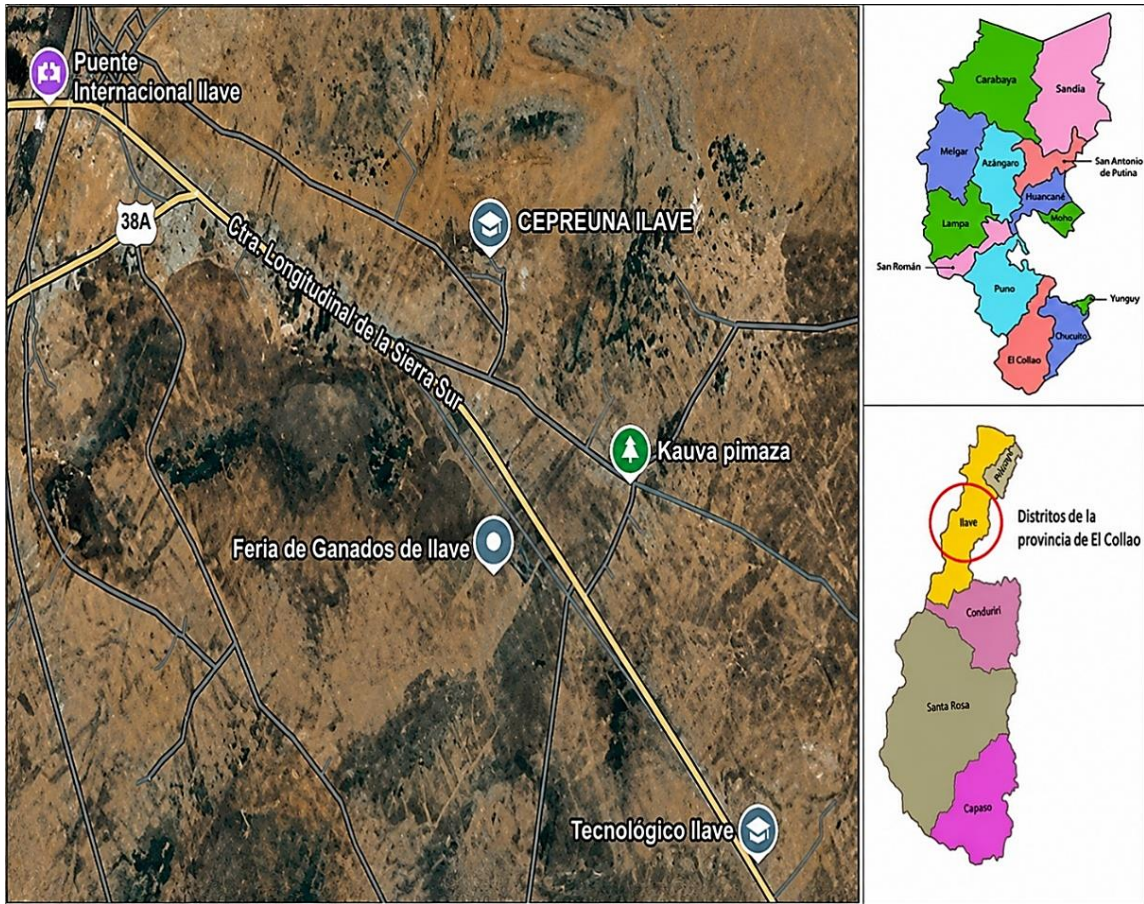 Puente
Internacional Ilave
38A
CEPREUNA ILAVE
Ctra. Longitudinal de la Sierra Sur
Kauva pimaza
Feria de Ganados de Ilave
Tecnológico Ilave
Carabaya
Sandia
Melgar
Azángaro
San Antonio
de Putina
Huancané
Moho
Lampa
San Román
Puno
Yunguy
Chucuito
El Collao
Ilave
Distritos de la
provincia de El Collao
Conduriri
Santa Rosa
Capaso